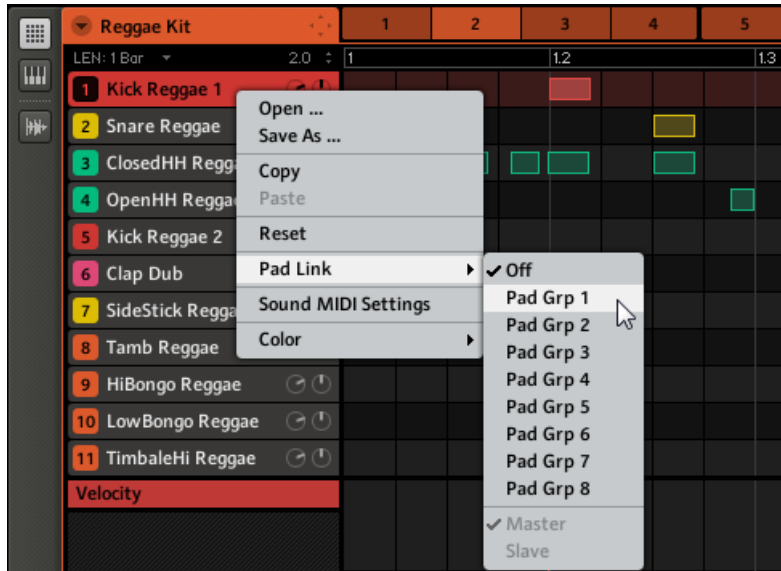 Reggae Kit 1 2 3 4 5
LEN: 1 Bar 2.0 1 1.2 1.3
1 Kick Reggae 1
2 Snare Reggae
3 ClosedHH Regga
4 OpenHH Regga
5 Kick Reggae 2
6 Clap Dub
7 SideStick Regga
8 Tamb Reggae
9 HiBongo Reggae
10 LowBongo Reggae
11 TimbaleHi Reggae
Velocity
Open ...
Save As ...
Copy
Paste
Reset
Pad Link
Sound MIDI Settings
Color
Off
Pad Grp 1
Pad Grp 2
Pad Grp 3
Pad Grp 4
Pad Grp 5
Pad Grp 6
Pad Grp 7
Pad Grp 8
Master
Slave